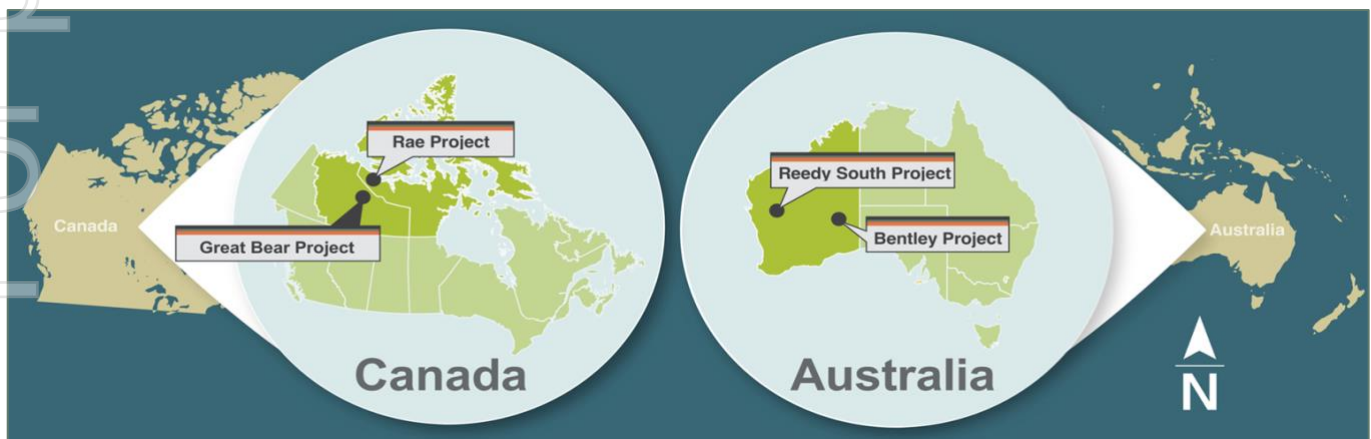 Canada
Rae Project
Great Bear Project
Canada
Reedy South Project
Bentley Project
Australia
Australia
N